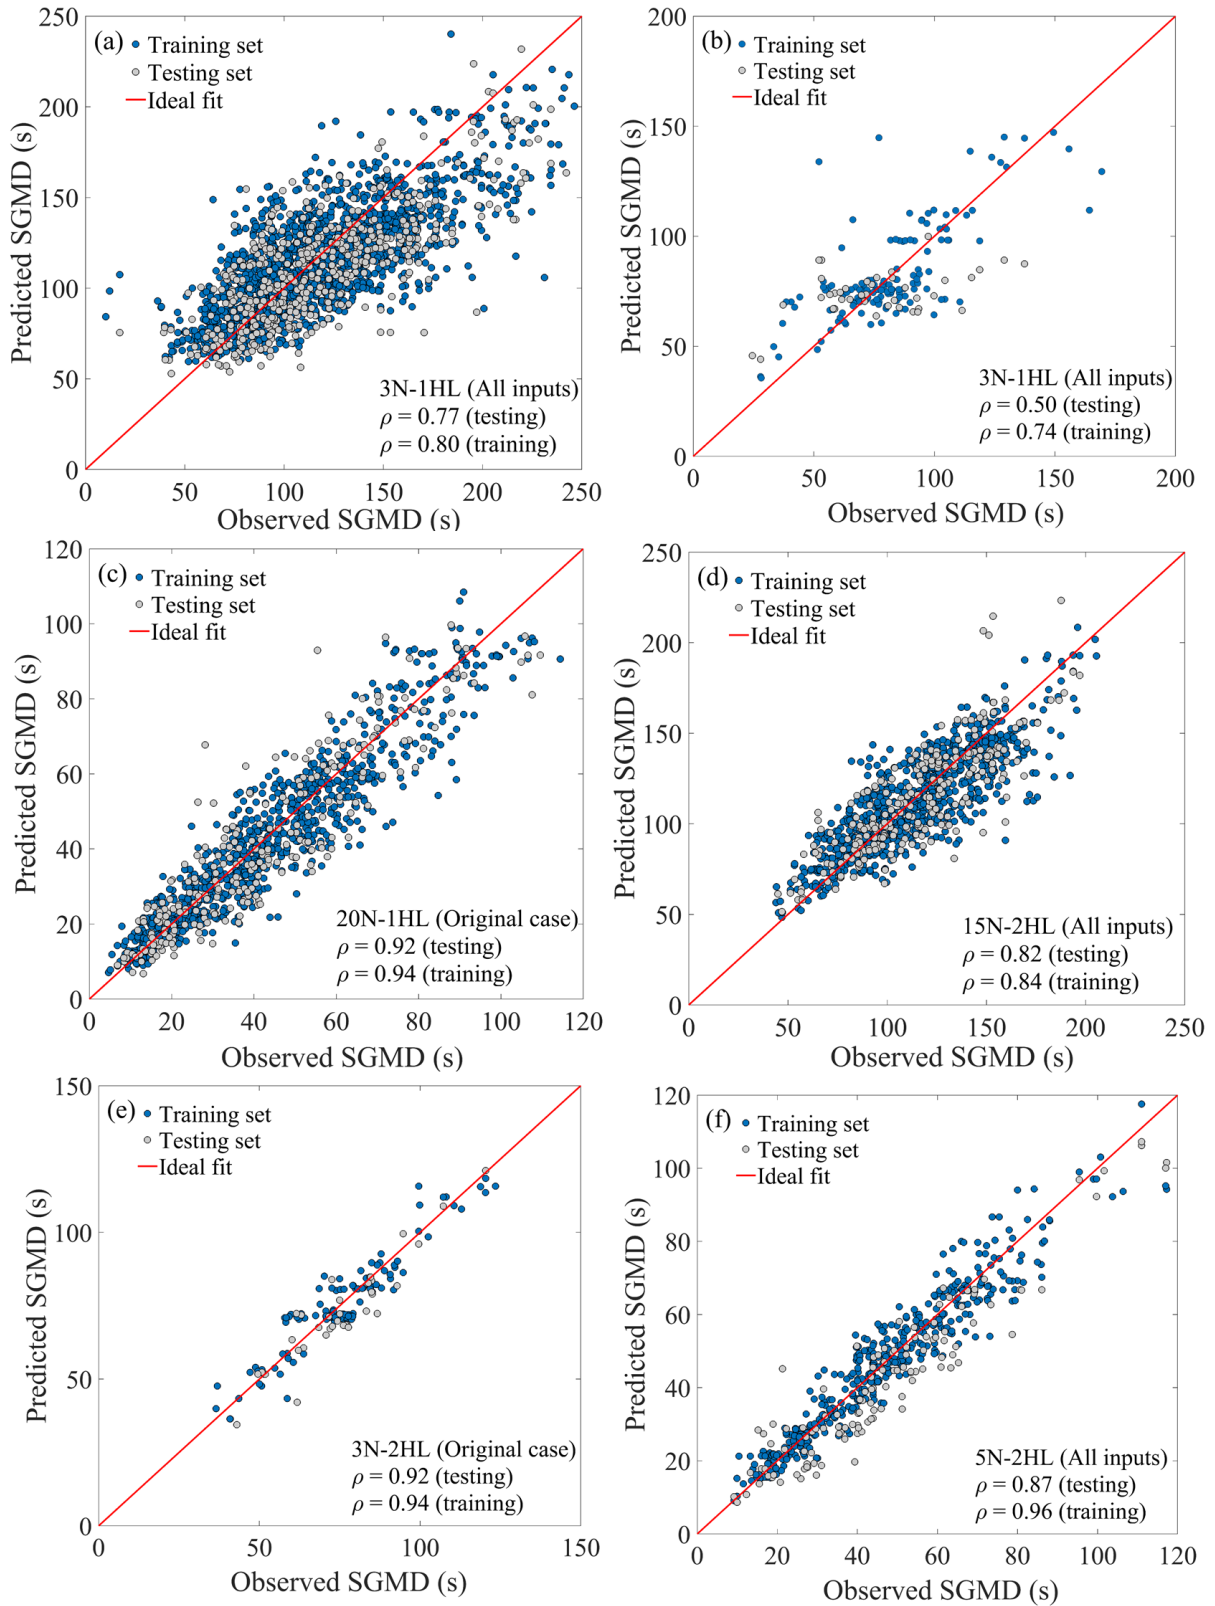 (a)
Training set
Testing set
Ideal fit
250
200
150
100
50
0
Predicted SGMD (s)
3N-1HL (All inputs)
ρ = 0.77 (testing)
ρ = 0.80 (training)
0 50 100 150 200 250
Observed SGMD (s)
(b)
Training set
Testing set
Ideal fit
200
150
100
50
0
Predicted SGMD (s)
3N-1HL (All inputs)
ρ = 0.50 (testing)
ρ = 0.74 (training)
0 50 100 150 200
Observed SGMD (s)
(c)
Training set
Testing set
Ideal fit
120
100
80
60
40
20
0
Predicted SGMD (s)
20N-1HL (Original case)
ρ = 0.92 (testing)
ρ = 0.94 (training)
0 20 40 60 80 100 120
Observed SGMD (s)
(d)
Training set
Testing set
Ideal fit
250
200
150
100
50
0
Predicted SGMD (s)
15N-2HL (All inputs)
ρ = 0.82 (testing)
ρ = 0.84 (training)
0 50 100 150 200 250
Observed SGMD (s)
(e)
Training set
Testing set
Ideal fit
150
100
50
0
Predicted SGMD (s)
3N-2HL (Original case)
ρ = 0.92 (testing)
ρ = 0.94 (training)
0 50 100 150
Observed SGMD (s)
(f)
Training set
Testing set
Ideal fit
120
100
80
60
40
20
0
Predicted SGMD (s)
5N-2HL (All inputs)
ρ = 0.87 (testing)
ρ = 0.96 (training)
0 20 40 60 80 100 120
Observed SGMD (s)